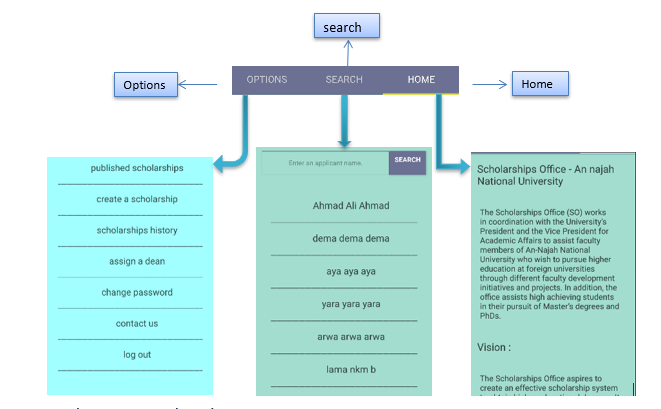 search
Options
OPTIONS SEARCH HOME
Home
published scholarships
create a scholarship
scholarships history
assign a dean
change password
contact us
log out
Enter an applicant name. SEARCH
Ahmad Ali Ahmad
dema dema dema
aya aya aya
yara yara yara
arwa arwa arwa
lama nkm b
Scholarships Office - An najah
National University
The Scholarships Office (SO) works
in coordination with the University's
President and the Vice President for
Academic Affairs to assist faculty
members of An-Najah National
University who wish to pursue higher
education at foreign universities
through different faculty development
initiatives and projects. In addition, the
office assists high achieving students
in their pursuit of Master's degrees and
PhDs.
Vision :
The Scholarships Office aspires to
create an effective scholarship system